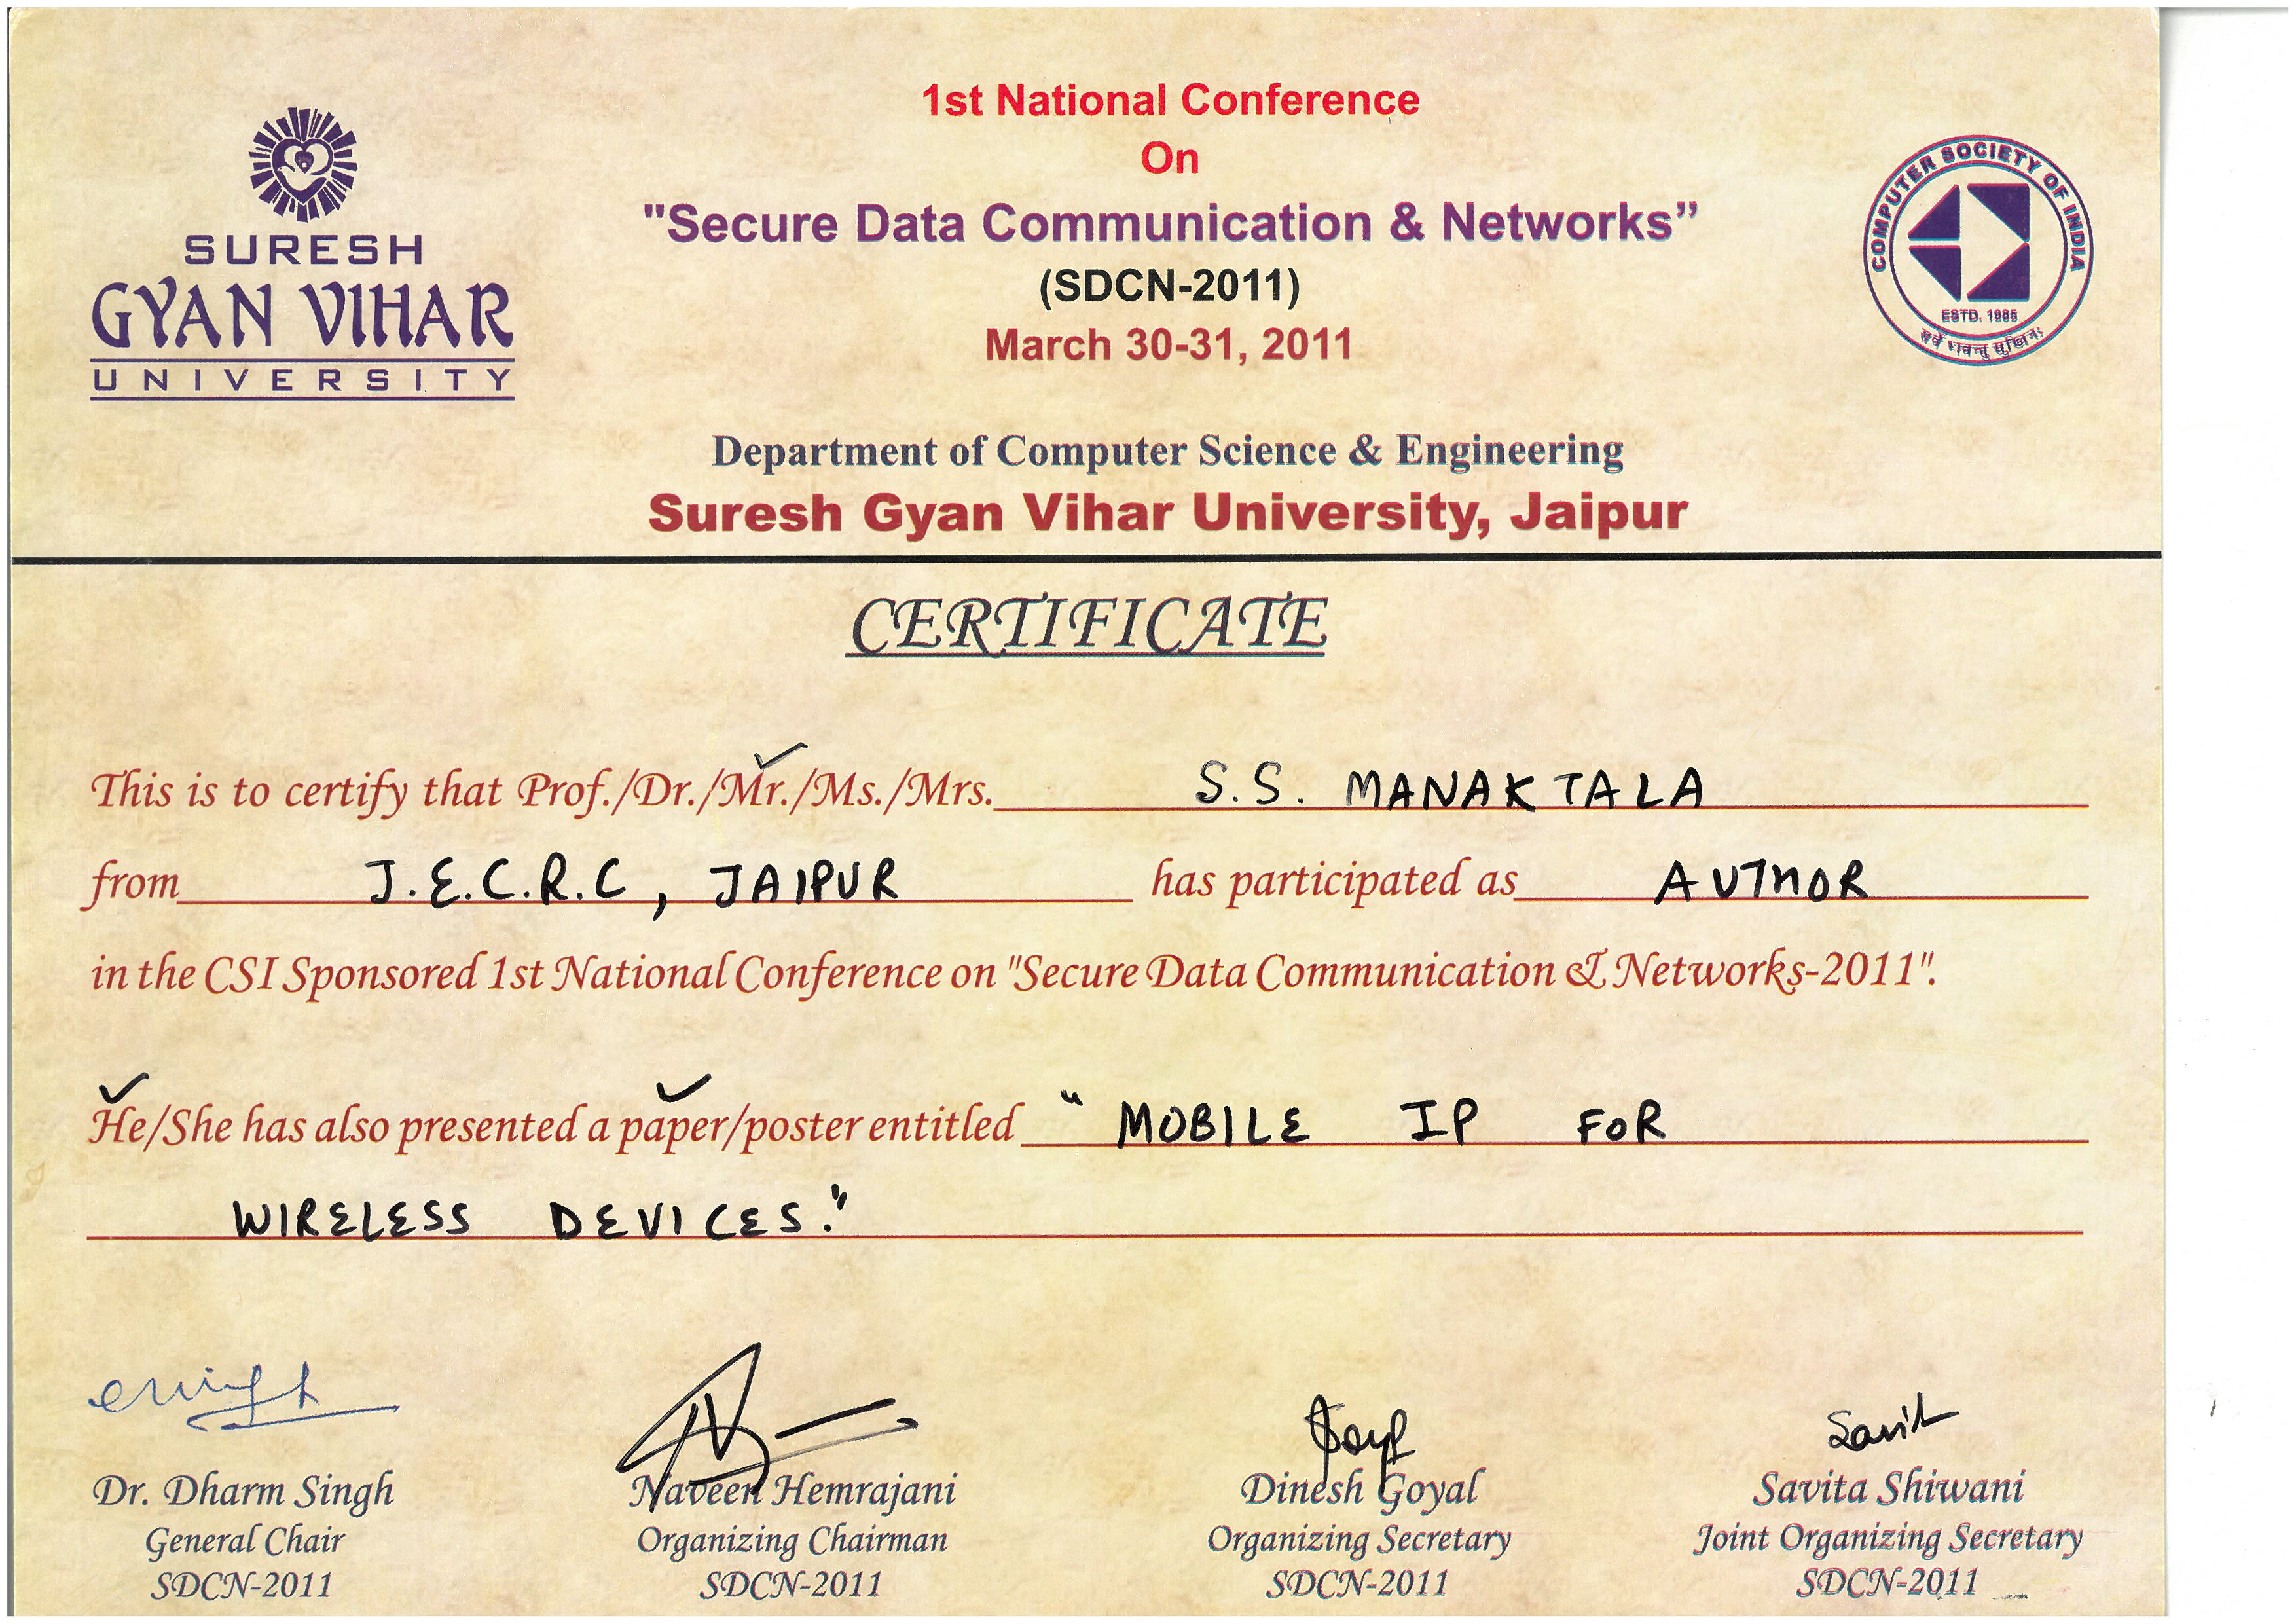 SURESH
GYAN VIHAR
UNIVERSITY
1st National Conference
On
"Secure Data Communication & Networks”
(SDCN-2011)
March 30-31, 2011
COMPUTER SOCIETY OF INDIA
ESTD. 1985
सर्वे भवन्तु सुखिनः
Department of Computer Science & Engineering
Suresh Gyan Vihar University, Jaipur
CERTIFICATE
This is to certify that Prof./Dr./Mr./Ms./Mrs. S.S. MANAKTALA
from J.E.C.R.C, JAIPUR has participated as AUTHOR
in the CSI Sponsored 1st National Conference on "Secure Data Communication & Networks-2011".
He/She has also presented a paper/poster entitled "MOBILE IP FOR
WIRELESS DEVICES."
Dr. Dharm Singh Naveen Hemrajani Dinesh Goyal Savita Shiwani
General Chair Organizing Chairman Organizing Secretary Joint Organizing Secretary
SDCN-2011 SDCN-2011 SDCN-2011 SDCN-2011